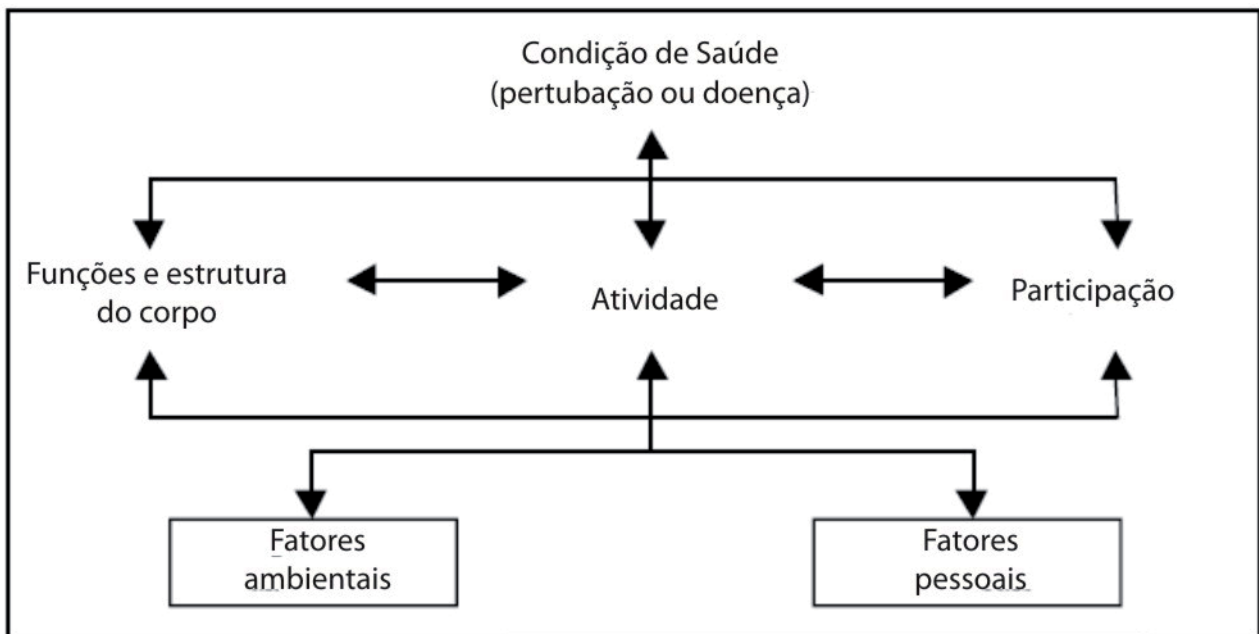 Condição de Saúde
(pertubação ou doença)
Funções e estrutura
do corpo
Atividade
Participação
Fatores
ambientais
Fatores
pessoais